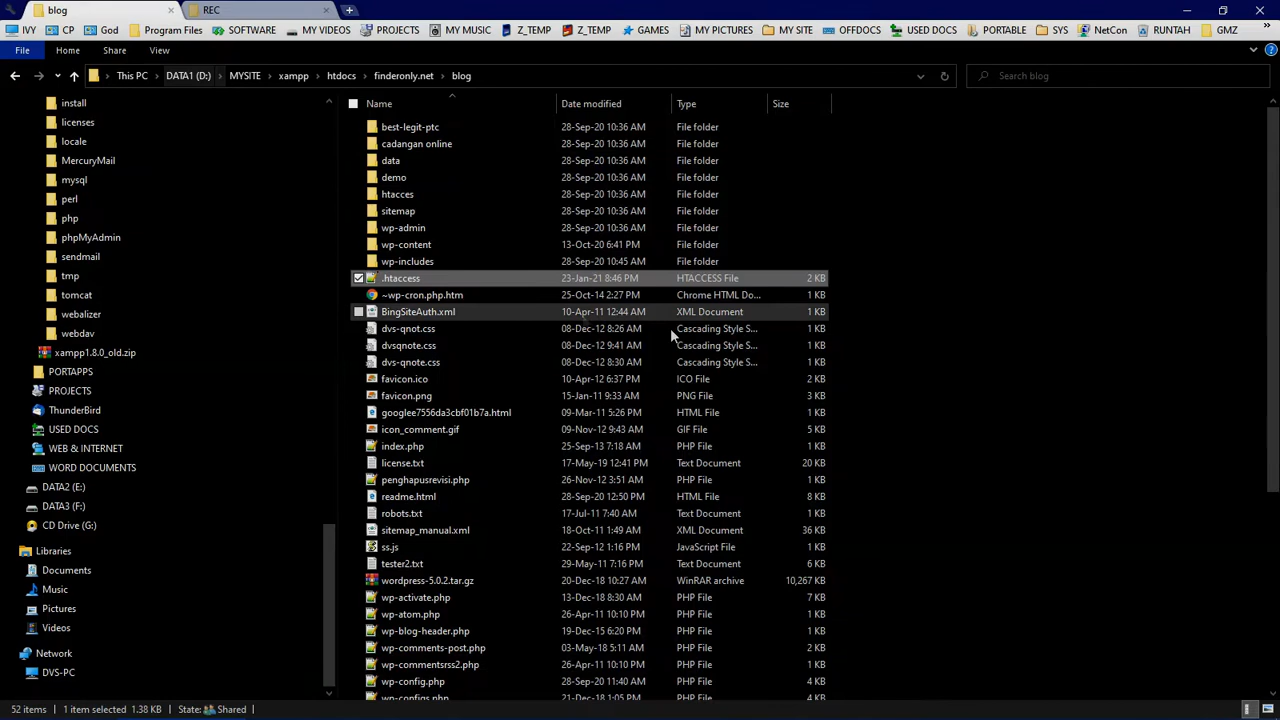 blog
REC
IVY CP God Program Files SOFTWARE MY VIDEOS PROJECTS MY MUSIC Z_TEMP Z_TEMP GAMES MY PICTURES MY SITE OFFDOCS USED DOCS PORTABLE SYS NetCon RUNTAH GMZ »
File Home Share View
This PC > DATA1 (D:) > MYSITE > xampp > htdocs > finderonly.net > blog
Search blog
install
licenses
locale
MercuryMail
mysql
perl
php
phpMyAdmin
sendmail
tmp
tomcat
webalizer
webdav
xampp1.8.0_old.zip
PORTAPPS
PROJECTS
ThunderBird
USED DOCS
WEB & INTERNET
WORD DOCUMENTS
DATA2 (E:)
DATA3 (F:)
CD Drive (G:)
Libraries
Documents
Music
Pictures
Videos
Network
DVS-PC
Name Date modified Type Size
best-legit-ptc 28-Sep-20 10:36 AM File folder
cadangan online 28-Sep-20 10:36 AM File folder
data 28-Sep-20 10:36 AM File folder
demo 28-Sep-20 10:36 AM File folder
htacces 28-Sep-20 10:36 AM File folder
sitemap 28-Sep-20 10:36 AM File folder
wp-admin 28-Sep-20 10:36 AM File folder
wp-content 13-Oct-20 6:41 PM File folder
wp-includes 28-Sep-20 10:45 AM File folder
.htaccess 23-Jan-21 8:46 PM HTACCESS File 2 KB
~wp-cron.php.htm 25-Oct-14 2:27 PM Chrome HTML Do... 1 KB
BingSiteAuth.xml 10-Apr-11 12:44 AM XML Document 1 KB
dvs-qnot.css 08-Dec-12 8:26 AM Cascading Style S... 1 KB
dvsqnote.css 08-Dec-12 9:41 AM Cascading Style S... 1 KB
dvs-qnote.css 08-Dec-12 8:30 AM Cascading Style S... 1 KB
favicon.ico 10-Apr-12 6:37 PM ICO File 2 KB
favicon.png 15-Jan-11 9:33 AM PNG File 3 KB
googlee7556da3cbf01b7a.html 09-Mar-11 5:26 PM HTML File 1 KB
icon_comment.gif 09-Nov-12 9:43 AM GIF File 5 KB
index.php 25-Sep-13 7:18 AM PHP File 1 KB
license.txt 17-May-19 12:41 PM Text Document 20 KB
penghapusrevisi.php 26-Nov-12 3:51 AM PHP File 1 KB
readme.html 28-Sep-20 12:50 PM HTML File 8 KB
robots.txt 17-Jul-11 7:40 AM Text Document 1 KB
sitemap_manual.xml 18-Oct-11 1:49 AM XML Document 36 KB
ss.js 22-Sep-12 1:16 PM JavaScript File 1 KB
tester2.txt 29-May-11 7:16 PM Text Document 6 KB
wordpress-5.0.2.tar.gz 20-Dec-18 10:27 AM WinRAR archive 10,267 KB
wp-activate.php 13-Dec-18 8:30 AM PHP File 7 KB
wp-atom.php 26-Apr-11 10:10 PM PHP File 1 KB
wp-blog-header.php 19-Dec-15 6:20 PM PHP File 1 KB
wp-comments-post.php 03-May-18 5:11 AM PHP File 2 KB
wp-commentsrss2.php 26-Apr-11 10:10 PM PHP File 1 KB
wp-config.php 28-Sep-20 11:40 AM PHP File 4 KB
wp-configs.php 21-Dec-18 1:05 PM PHP File 4 KB
52 items 1 item selected 1.38 KB State: Shared